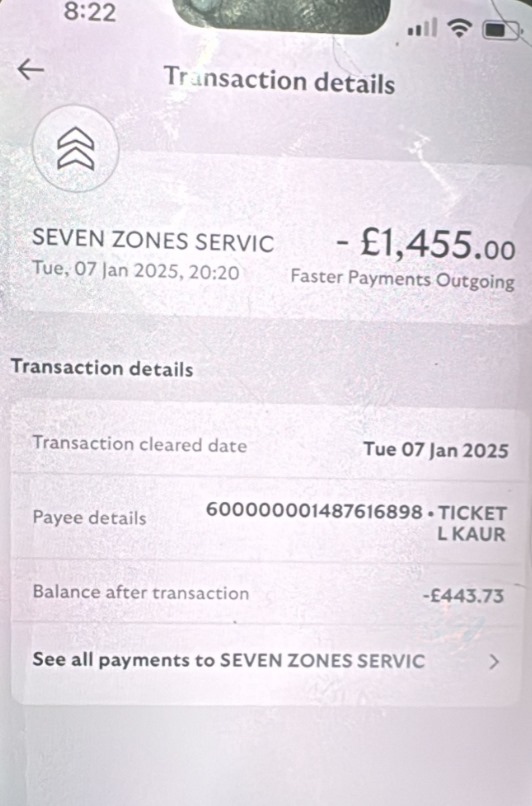 8:22
Transaction details
SEVEN ZONES SERVIC
- £1,455.00
Tue, 07 Jan 2025, 20:20
Faster Payments Outgoing
Transaction details
Transaction cleared date
Tue 07 Jan 2025
Payee details
600000001487616898 • TICKET
L KAUR
Balance after transaction
-£443.73
See all payments to SEVEN ZONES SERVIC